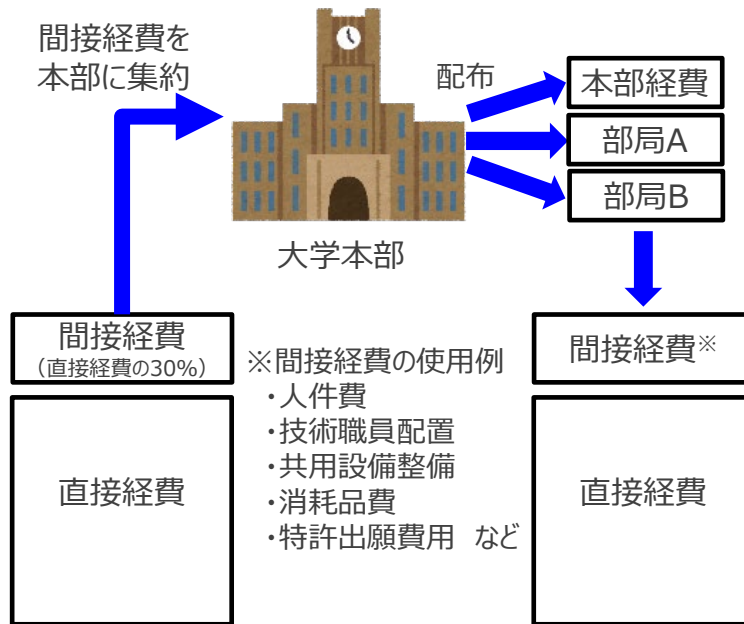 間接経費を
本部に集約
配布
本部経費
部局A
部局B
大学本部
間接経費
（直接経費の30%）
直接経費
※間接経費の使用例
・人件費
・技術職員配置
・共用設備整備
・消耗品費
・特許出願費用　など
間接経費※
直接経費